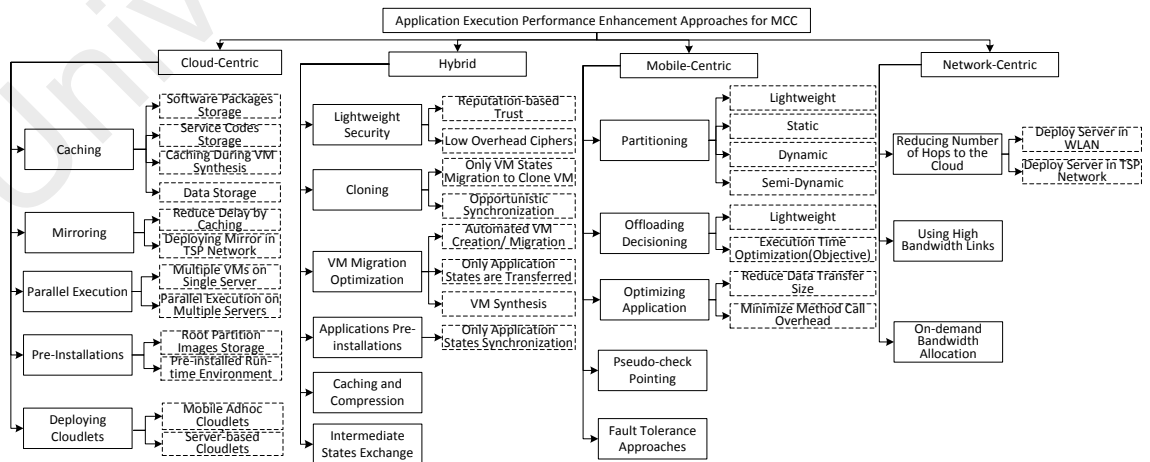 Application Execution Performance Enhancement Approaches for MCC
Cloud-Centric
Caching
Software Packages
Storage
Service Codes
Storage
Caching During VM
Synthesis
Data Storage
Mirroring
Reduce Delay by
Caching
Deploying Mirror in
TSP Network
Parallel Execution
Multiple VMs on
Single Server
Parallel Execution on
Multiple Servers
Pre-Installations
Root Partition
Images Storage
Pre-installed Run-
time Environment
Deploying
Cloudlets
Mobile Adhoc
Cloudlets
Server-based
Cloudlets
Hybrid
Lightweight
Security
Reputation-based
Trust
Low Overhead Ciphers
Cloning
Only VM States
Migration to Clone VM
Opportunistic
Synchronization
VM Migration
Optimization
Automated VM
Creation/ Migration
Only Application
States are Transferred
VM Synthesis
Applications Pre-
installations
Only Application
States Synchronization
Caching and
Compression
Intermediate
States Exchange
Mobile-Centric
Partitioning
Lightweight
Static
Dynamic
Semi-Dynamic
Offloading
Decisioning
Lightweight
Execution Time
Optimization(Objective)
Optimizing
Application
Reduce Data Transfer
Size
Minimize Method Call
Overhead
Pseudo-check
Pointing
Fault Tolerance
Approaches
Network-Centric
Reducing Number
of Hops to the
Cloud
Deploy Server in
WLAN
Deploy Server in TSP
Network
Using High
Bandwidth Links
On-demand
Bandwidth
Allocation
Univ